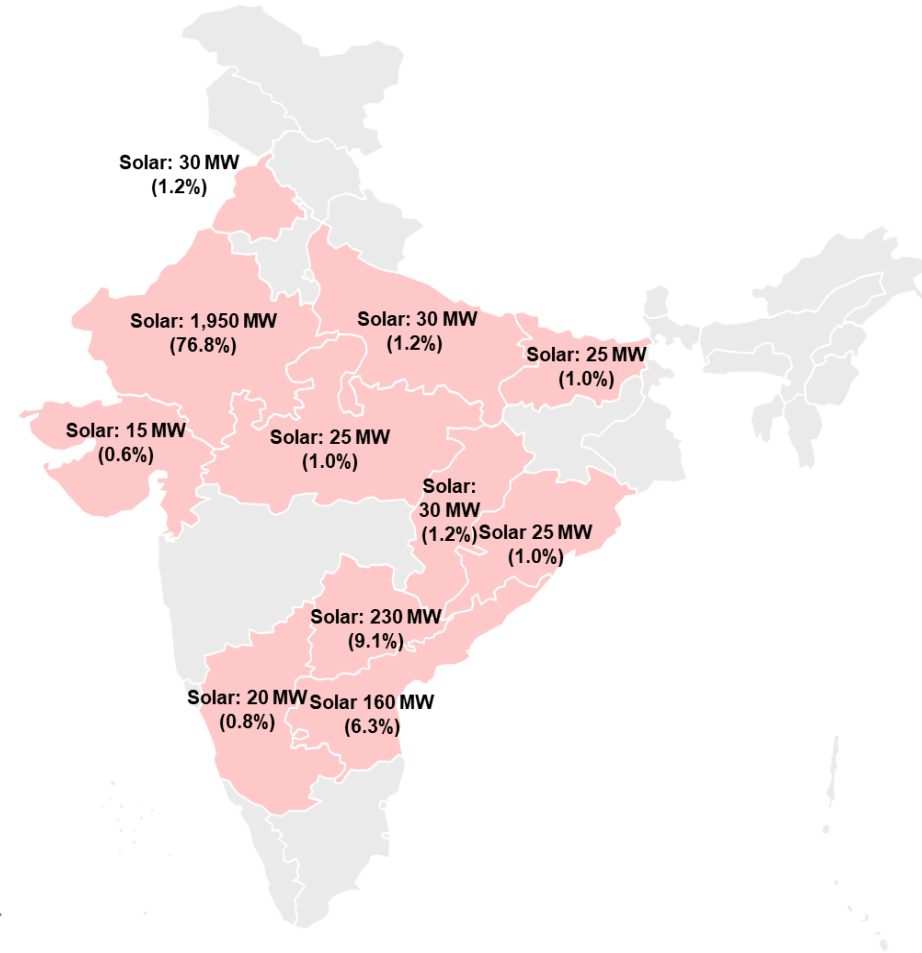 Solar: 30 MW
(1.2%)
Solar: 1,950 MW
(76.8%)
Solar: 30 MW
(1.2%)
Solar: 25 MW
(1.0%)
Solar: 15 MW
(0.6%)
Solar: 25 MW
(1.0%)
Solar:
30 MW
(1.2%)
Solar 25 MW
(1.0%)
Solar: 230 MW
(9.1%)
Solar: 20 MW
(0.8%)
Solar 160 MW
(6.3%)